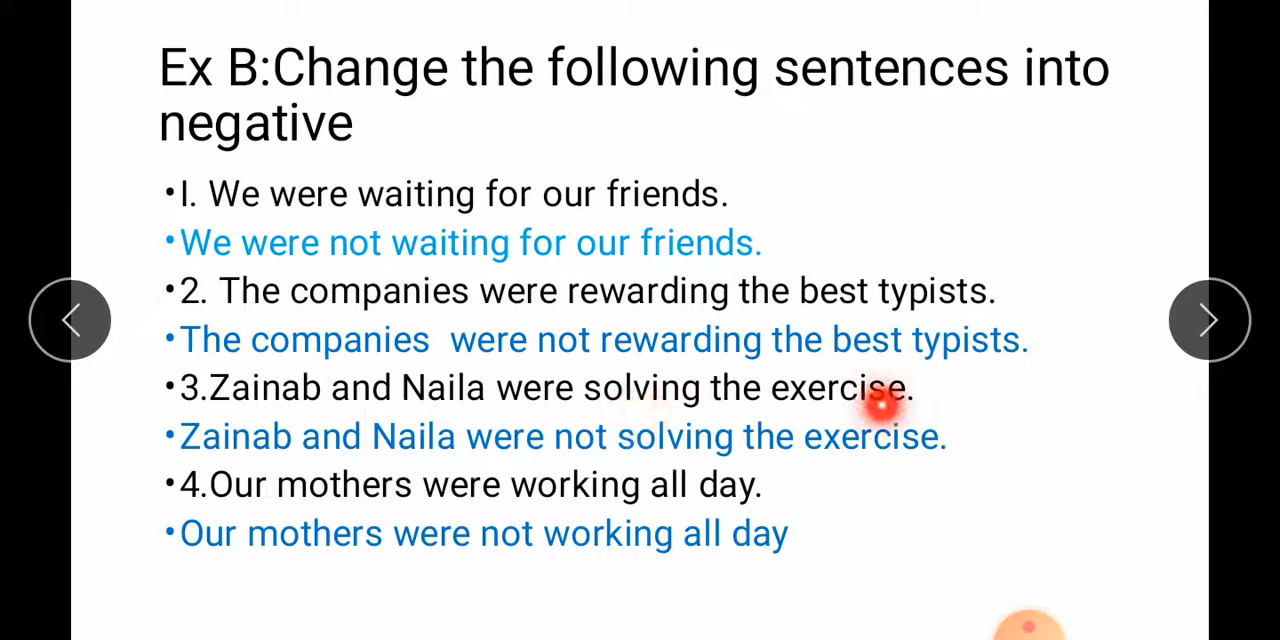 Ex B:Change the following sentences into
negative
•I. We were waiting for our friends.
•We were not waiting for our friends.
•2. The companies were rewarding the best typists.
•The companies  were not rewarding the best typists.
•3.Zainab and Naila were solving the exercise.
•Zainab and Naila were not solving the exercise.
•4.Our mothers were working all day.
•Our mothers were not working all day